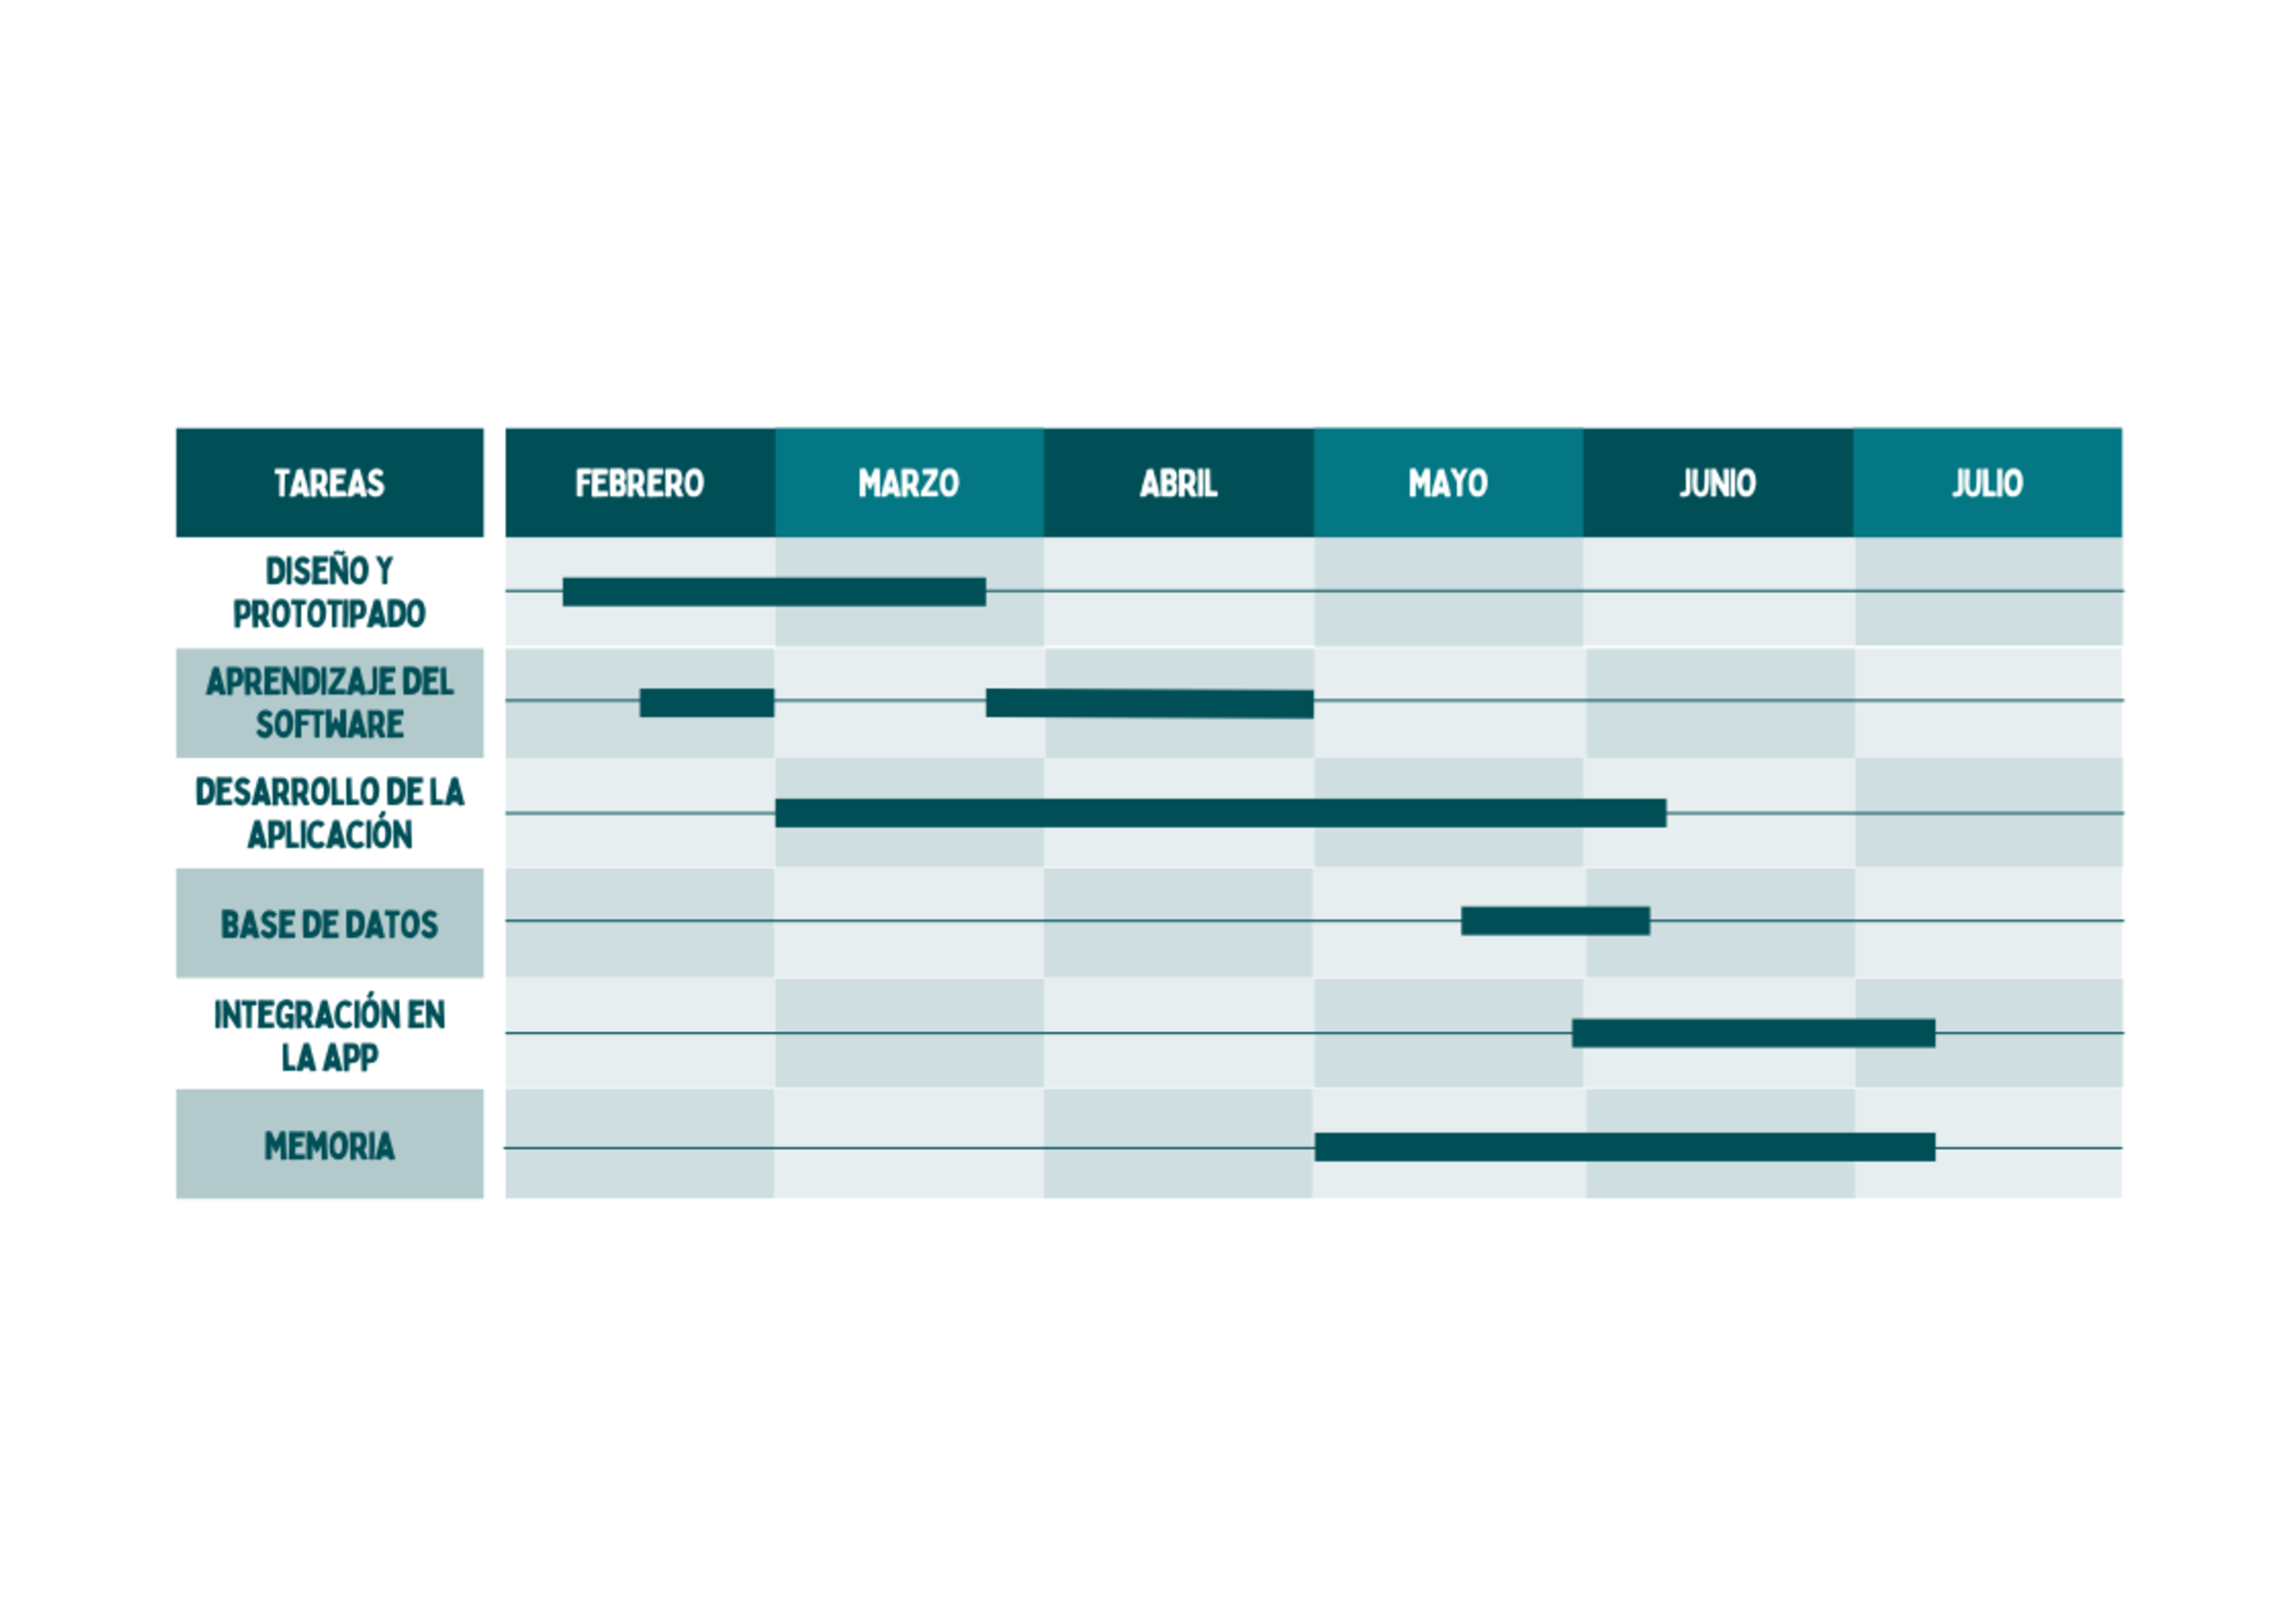 TAREAS
FEBRERO
MARZO
ABRIL
MAYO
JUNIO
JULIO
DISEÑO Y
PROTOTIPADO
APRENDIZAJE DEL
SOFTWARE
DESARROLLO DE LA
APLICACIÓN
BASE DE DATOS
INTEGRACIÓN EN
LA APP
MEMORIA